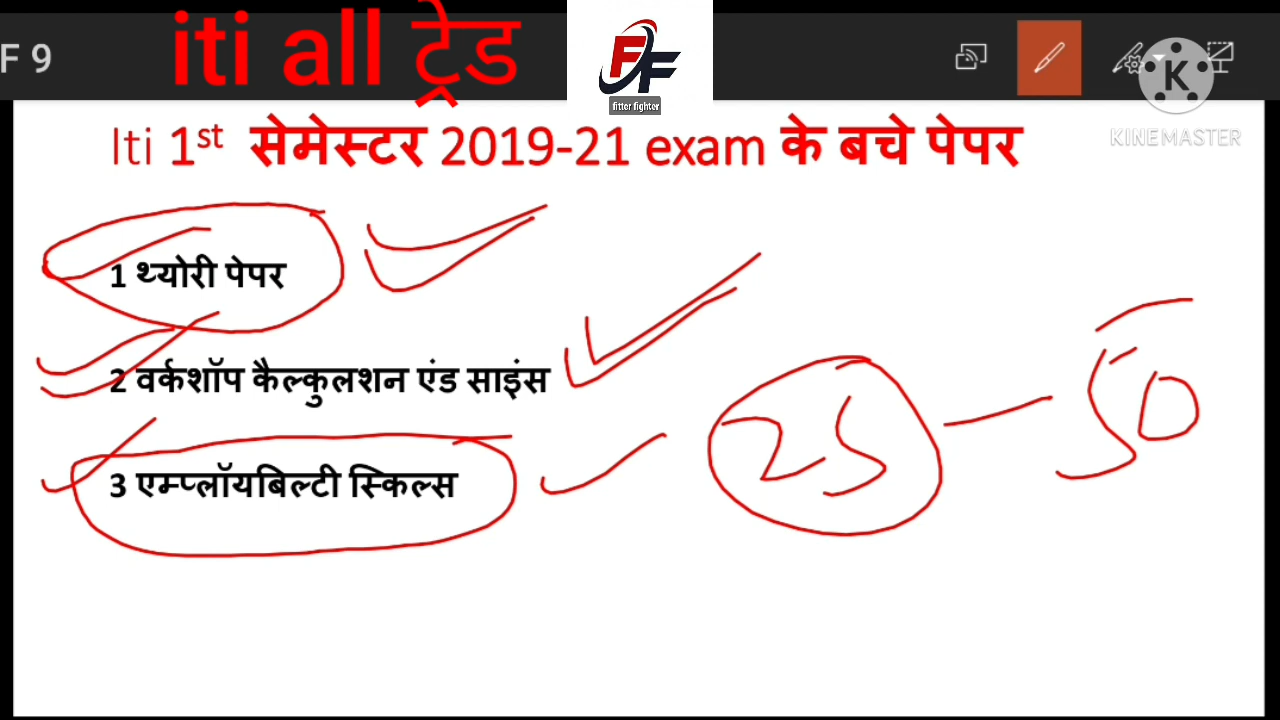 F 9
iti all ट्रेड
FF
fitter fighter
K
KINEMASTER
Iti 1st सेमेस्टर 2019-21 exam के बचे पेपर
1 थ्योरी पेपर
2 वर्कशॉप कैल्कुलशन एंड साइंस
3 एम्प्लॉयबिल्टी स्किल्स
25 — 50